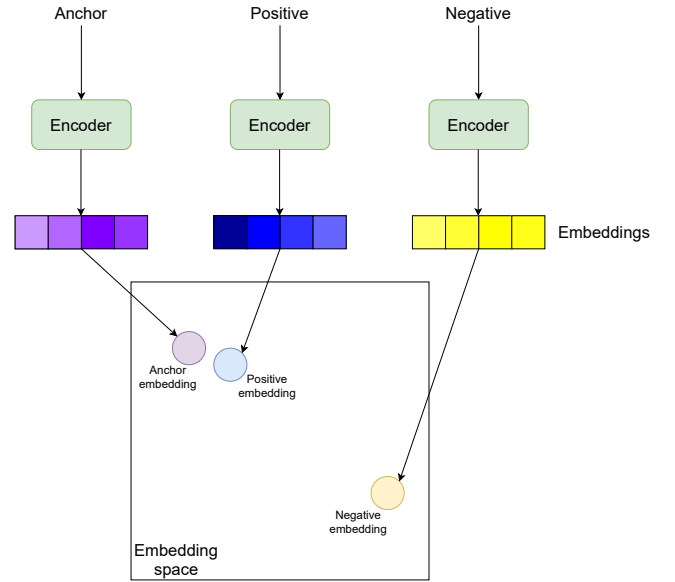 Anchor
Positive
Negative
Encoder
Encoder
Encoder
Embeddings
Anchor
embedding
Positive
embedding
Negative
embedding
Embedding
space